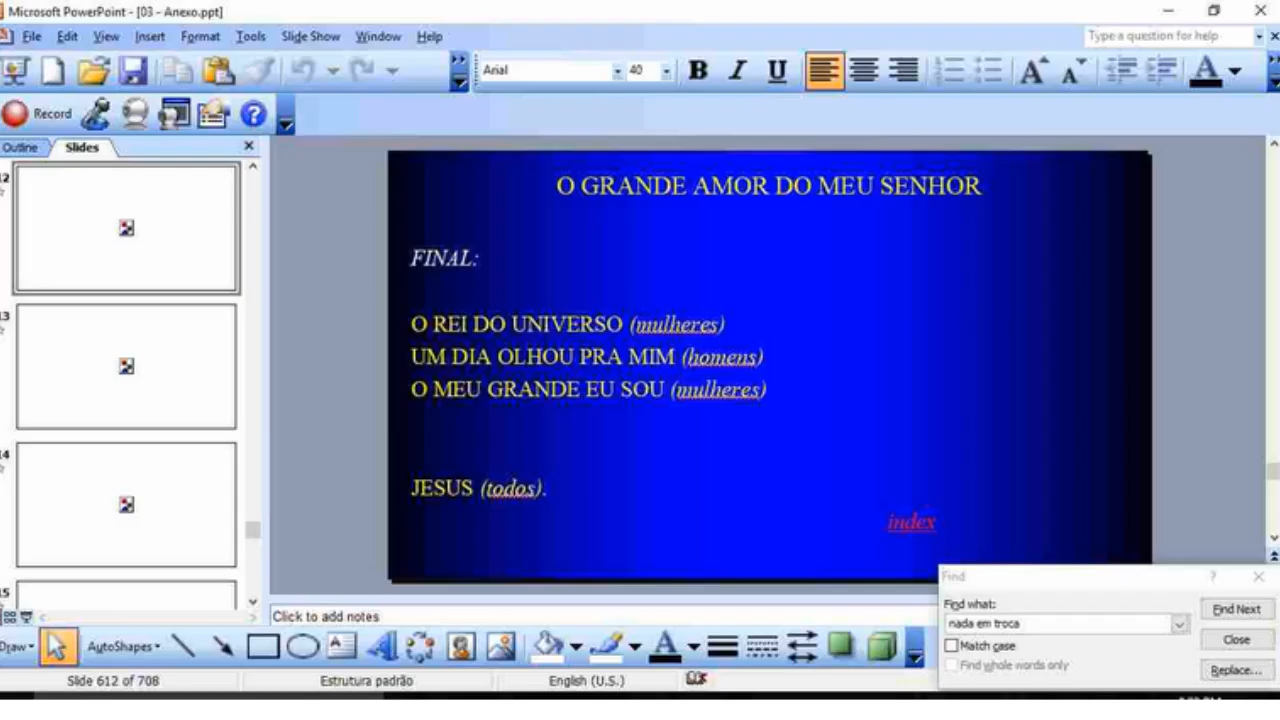 Microsoft PowerPoint - [03 - Anexo.ppt]
File Edit View Insert Format Tools Slide Show Window Help
Type a question for help
Arial 40 B I U A A A
Record
Outline Slides
12
13
14
15
O GRANDE AMOR DO MEU SENHOR
FINAL:
O REI DO UNIVERSO (mulheres)
UM DIA OLHOU PRA MIM (homens)
O MEU GRANDE EU SOU (mulheres)
JESUS (todos).
index
Click to add notes
Find
Find what:
nada em troca
Find Next
Match case
Close
Find whole words only
Replace...
Draw AutoShapes
Slide 612 of 708
Estrutura padrão
English (U.S.)